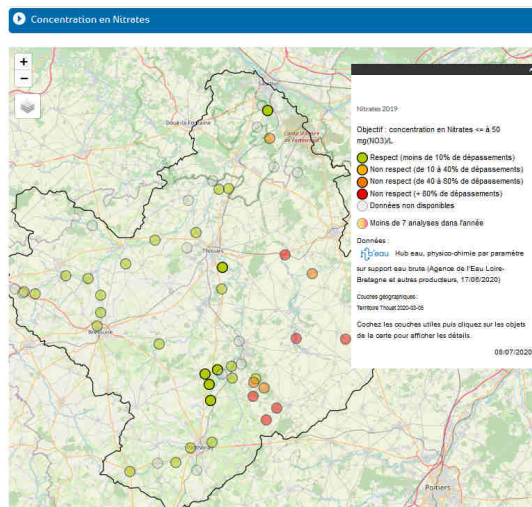 Concentration en Nitrates
+
−
Nitrates 2019
Objectif : concentration en Nitrates <= à 50
mg(NO3)/L
Respect (moins de 10% de dépassements)
Non respect (de 10 à 40% de dépassements)
Non respect (de 40 à 80% de dépassements)
Non respect (+ 80% de dépassements)
Données non disponibles
Moins de 7 analyses dans l'année
Données :
Hub eau, physico-chimie par paramètre
sur support eau brute (Agence de l'Eau Loire-
Bretagne et autres producteurs, 17/06/2020)
Couches géographiques :
Territoire Thouet 2020-03-05
Cochez les couches utiles puis cliquez sur les objets
de la carte pour afficher les détails.
08/07/2020
Doué-la-Fontaine
Thouars
Bressuire
Parthenay
Poitiers